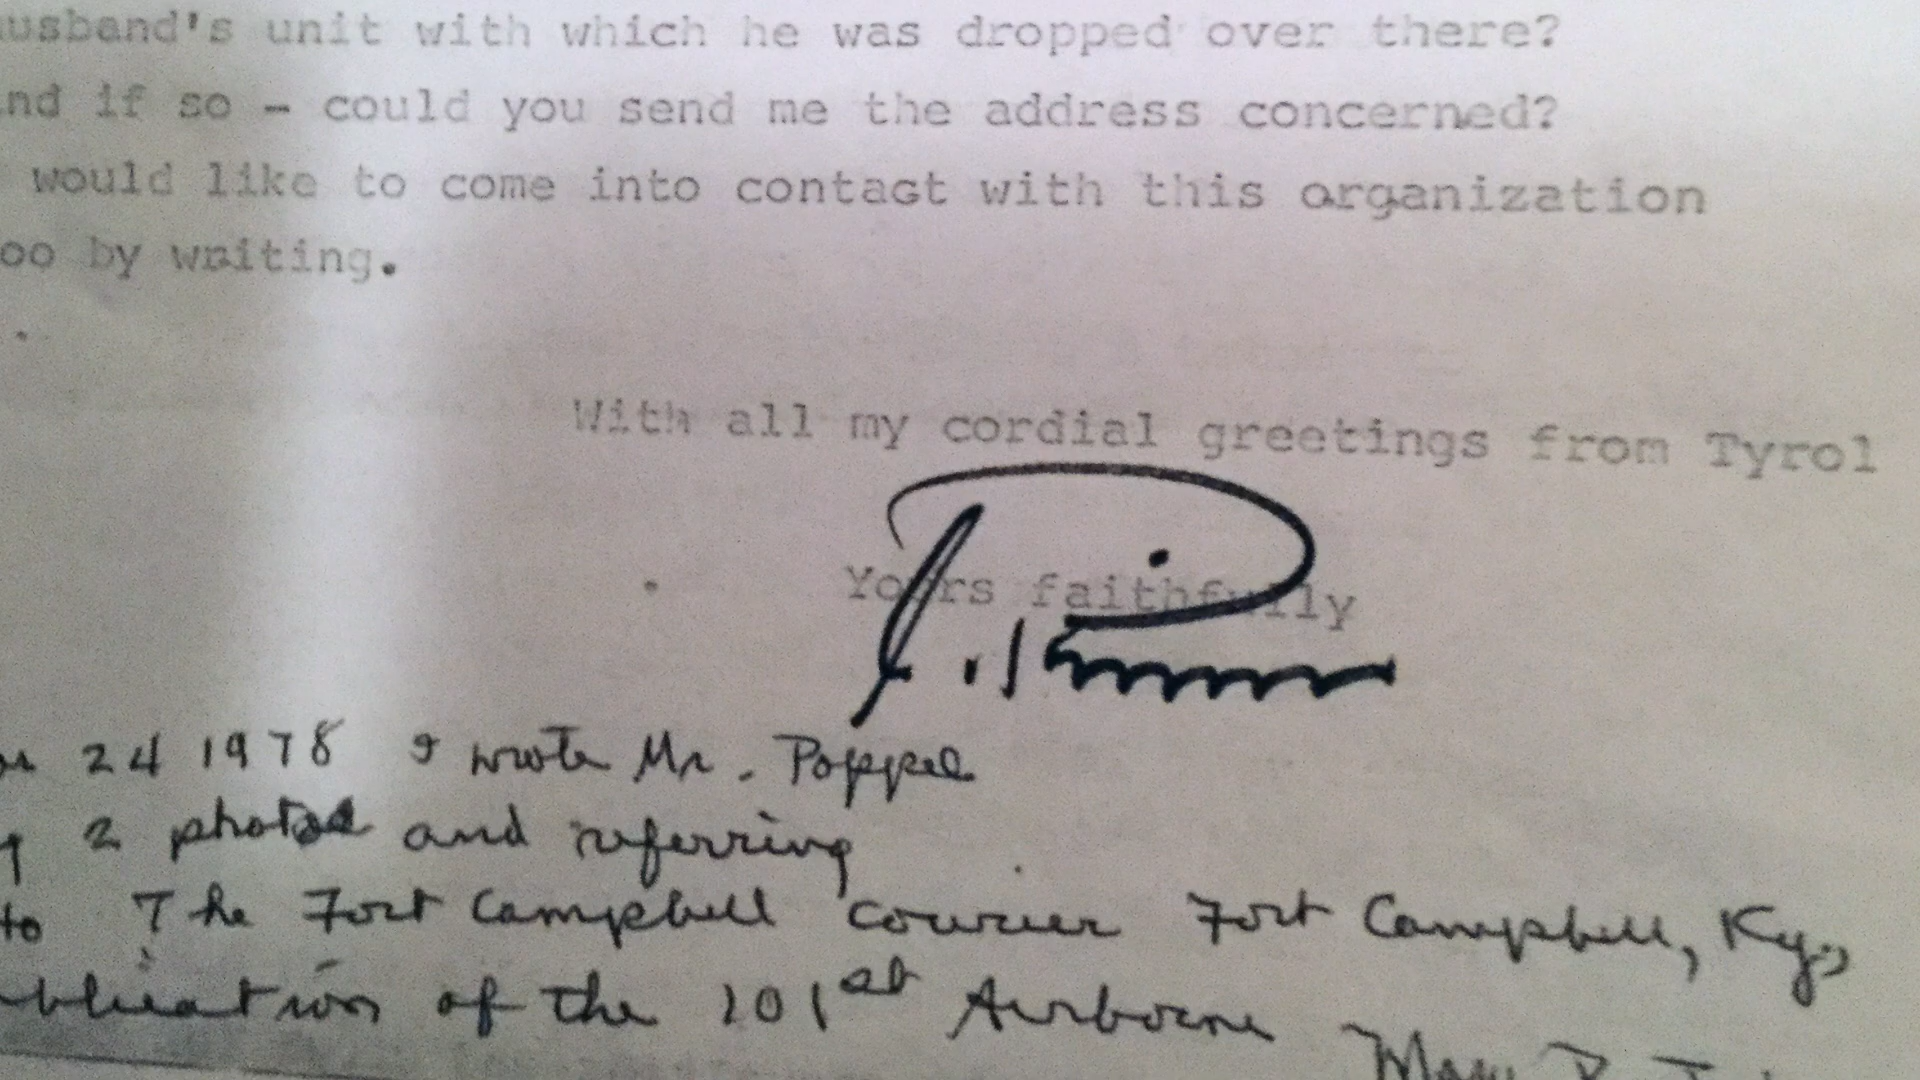 usband's unit with which he was dropped over there?
nd if so - could you send me the address concerned?
would like to come into contact with this organization
oo by writing.
With all my cordial greetings from Tyrol
Yours faithfully
24 1978 I wrote Mr. Poppel
2 photos and referring
to The Fort Campbell Courier Fort Campbell, Ky.,
blication of the 101st Airborne
Mary